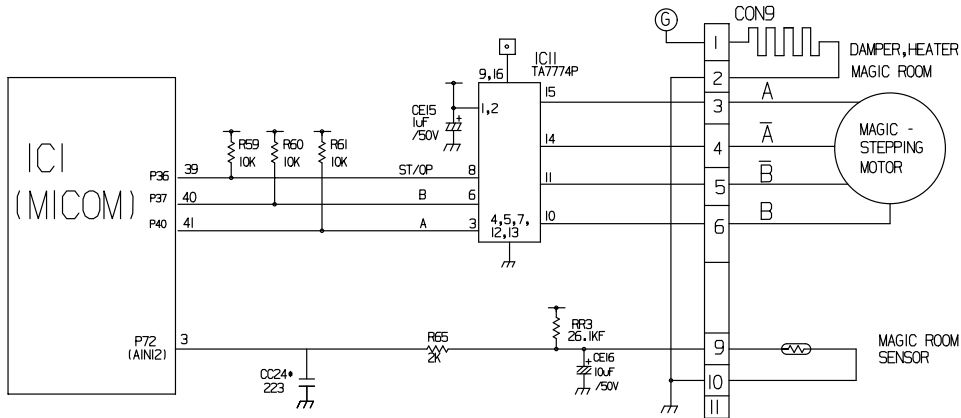 G
CON9
1
DAMPER,HEATER
MAGIC ROOM
2
IC11
TA7774P
9,16
1,2
CE15
1uF
/50V
15
3
A
14
4
A̅
MAGIC -
STEPPING
MOTOR
11
5
B̅
10
6
B
IC1
(MICOM)
R59
10K
R60
10K
R61
10K
P36
39
ST/OP
8
P37
40
B
6
P40
41
A
3
4,5,7,
12,13
P72
(AIN12)
3
R65
2K
CC24*
223
RR3
26.1KF
CE16
10uF
/50V
9
MAGIC ROOM
SENSOR
10
11